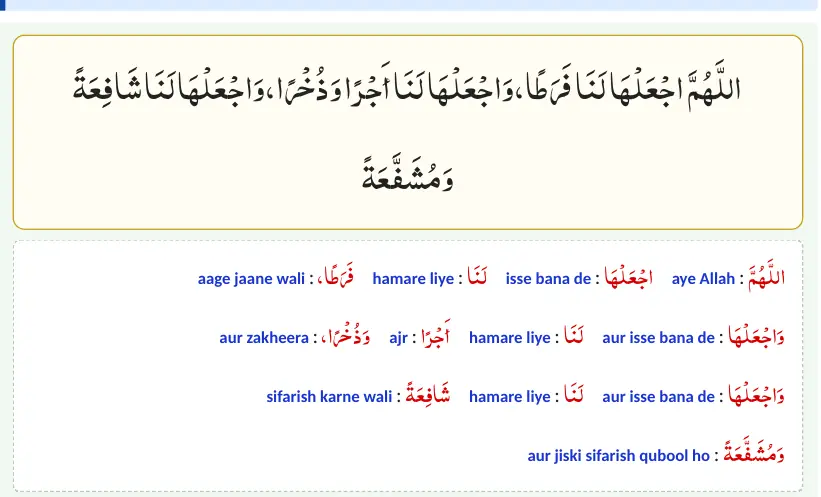 اللَّهُمَّ اجْعَلْهَا لَنَا فَرَطًا، وَاجْعَلْهَا لَنَا أَجْرًا وَذُخْرًا، وَاجْعَلْهَا لَنَا شَافِعَةً
وَمُشَفَّعَةً
اللَّهُمَّ : aye Allah اجْعَلْهَا : isse bana de لَنَا : hamare liye فَرَطًا، : aage jaane wali
وَاجْعَلْهَا : aur isse bana de لَنَا : hamare liye أَجْرًا : ajr وَذُخْرًا، : aur zakheera
وَاجْعَلْهَا : aur isse bana de لَنَا : hamare liye شَافِعَةً : sifarish karne wali
وَمُشَفَّعَةً : aur jiski sifarish qubool ho